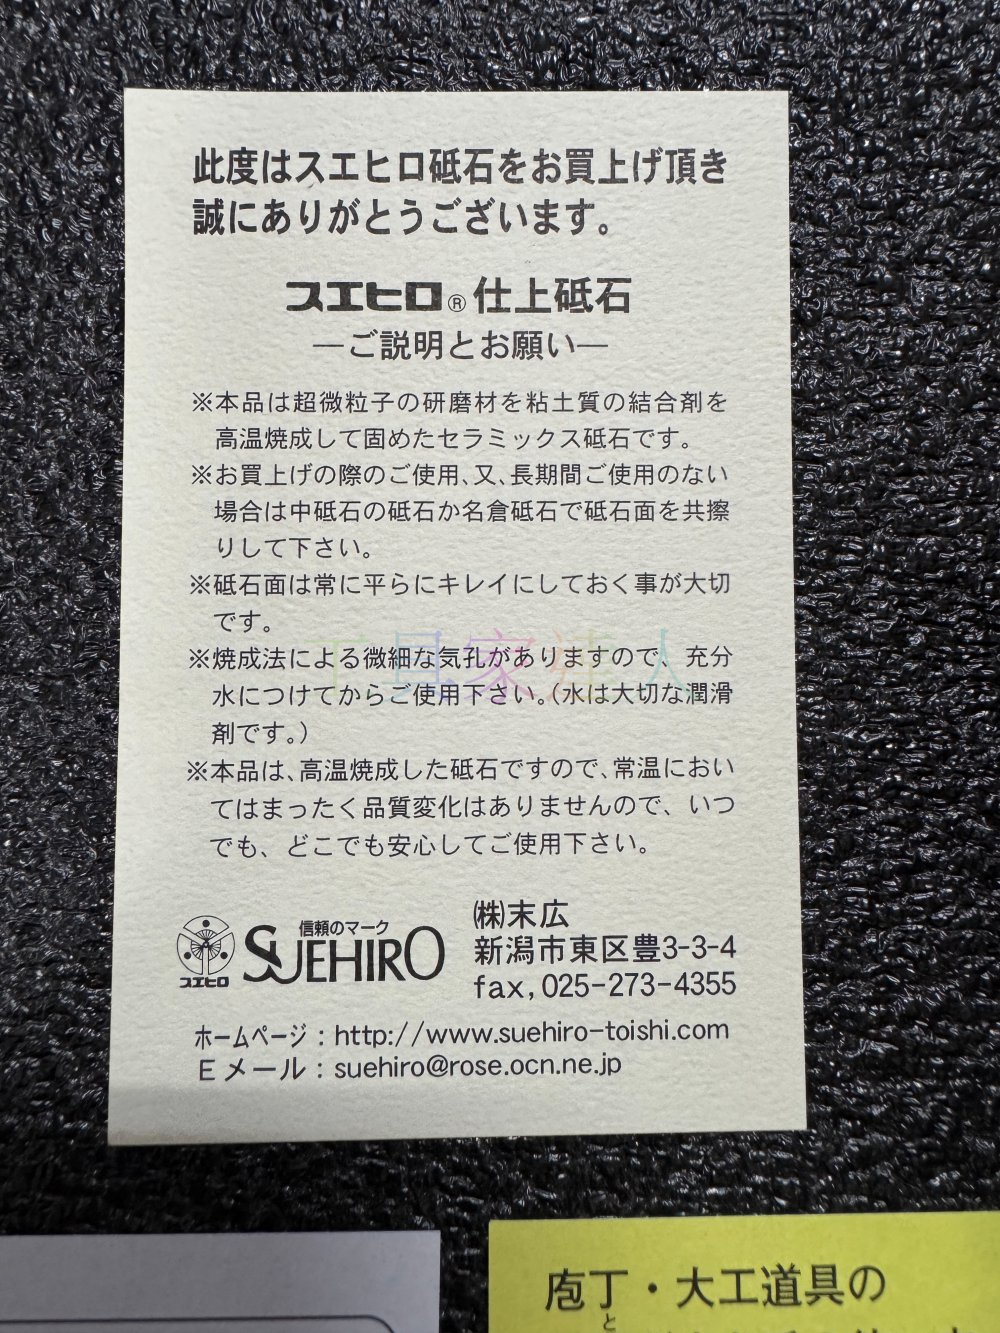 此度はスエヒロ砥石をお買上げ頂き
誠にありがとうございます。
スエヒロ®仕上砥石
―ご説明とお願い―
※本品は超微粒子の研磨材を粘土質の結合剤を
高温焼成して固めたセラミックス砥石です。
※お買上げの際のご使用、又、長期間ご使用のない
場合は中砥石の砥石か名倉砥石で砥石面を共擦
りして下さい。
※砥石面は常に平らにキレイにしておく事が大切
です。
※焼成法による微細な気孔がありますので、充分
水につけてからご使用下さい。(水は大切な潤滑
剤です。)
※本品は、高温焼成した砥石ですので、常温におい
てはまったく品質変化はありませんので、いつ
でも、どこでも安心してご使用下さい。
工具家達人
スエヒロ
信頼のマーク
SUEHIRO
㈱末広
新潟市東区豊3-3-4
fax,025-273-4355
ホームページ：http://www.suehiro-toishi.com
Eメール：suehiro@rose.ocn.ne.jp
庖丁・大工道具の
と